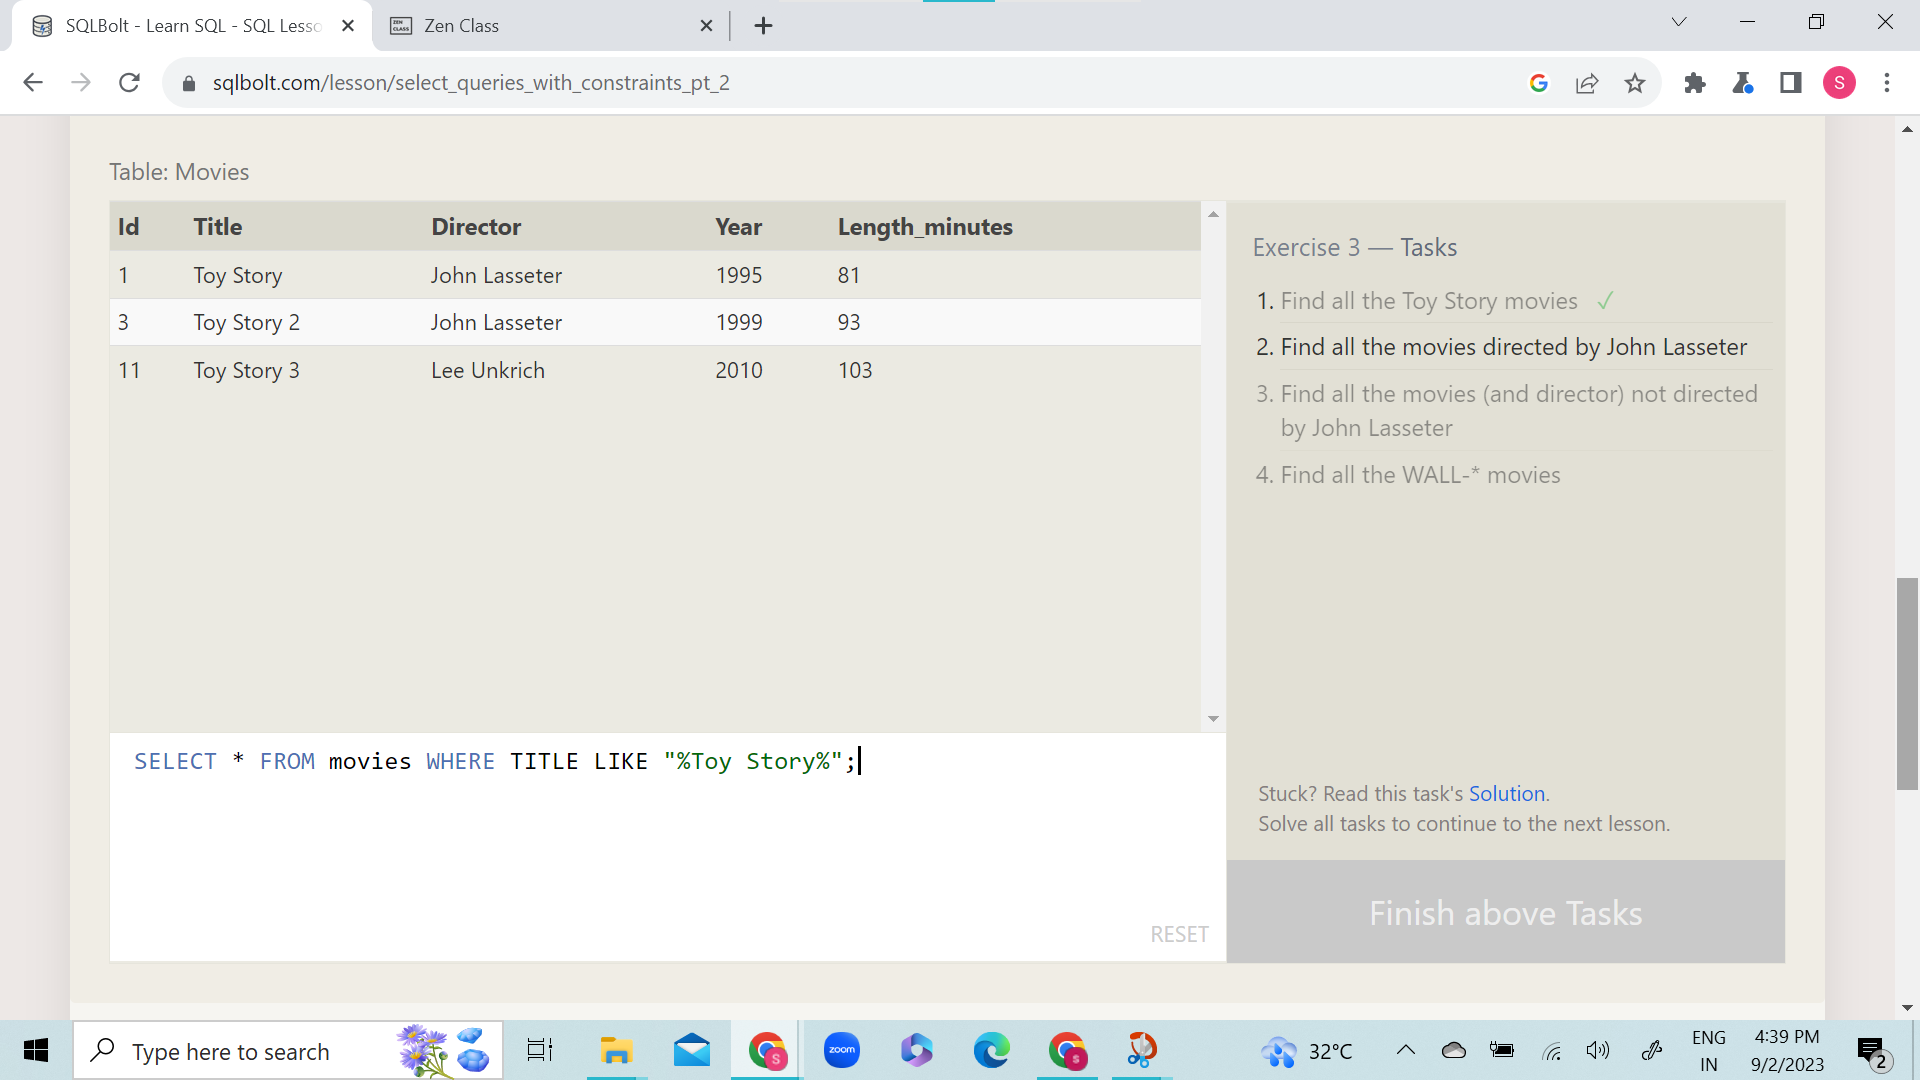 SQLBolt - Learn SQL - SQL Lesso
Zen Class
sqlbolt.com/lesson/select_queries_with_constraints_pt_2
S
Table: Movies
Id Title Director Year Length_minutes
1 Toy Story John Lasseter 1995 81
3 Toy Story 2 John Lasseter 1999 93
11 Toy Story 3 Lee Unkrich 2010 103
SELECT * FROM movies WHERE TITLE LIKE "%Toy Story%";
RESET
Exercise 3 — Tasks
1. Find all the Toy Story movies ✓
2. Find all the movies directed by John Lasseter
3. Find all the movies (and director) not directed
by John Lasseter
4. Find all the WALL-* movies
Stuck? Read this task's Solution.
Solve all tasks to continue to the next lesson.
Finish above Tasks
Type here to search
S
zoom
S
32°C
ENG
IN
4:39 PM
9/2/2023
2